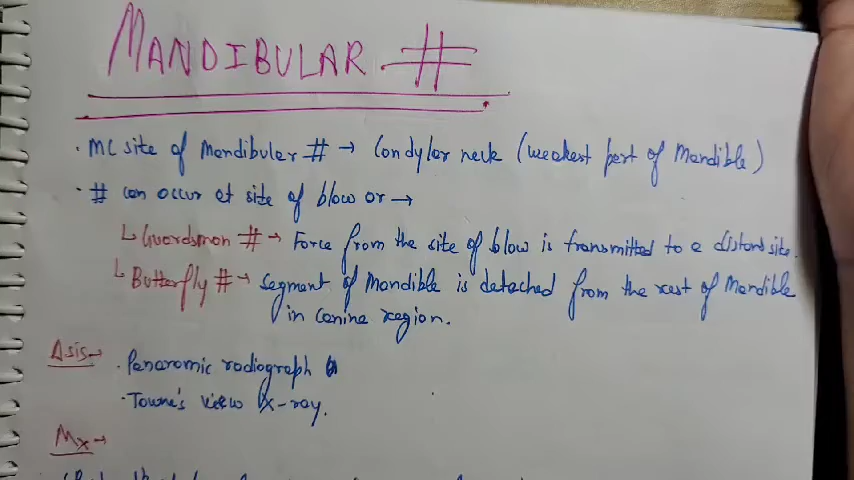 MANDIBULAR #
• MC site of Mandibular # → Condylar neck (weakest part of Mandible)
• # can occur at site of blow or →
↳ Guardsman # → Force from the site of blow is transmitted to a distant site.
↳ Butterfly # → segment of Mandible is detached from the rest of Mandible
in canine region.
• Panaromic radiograph
• Towne's view X-ray.
Mx →